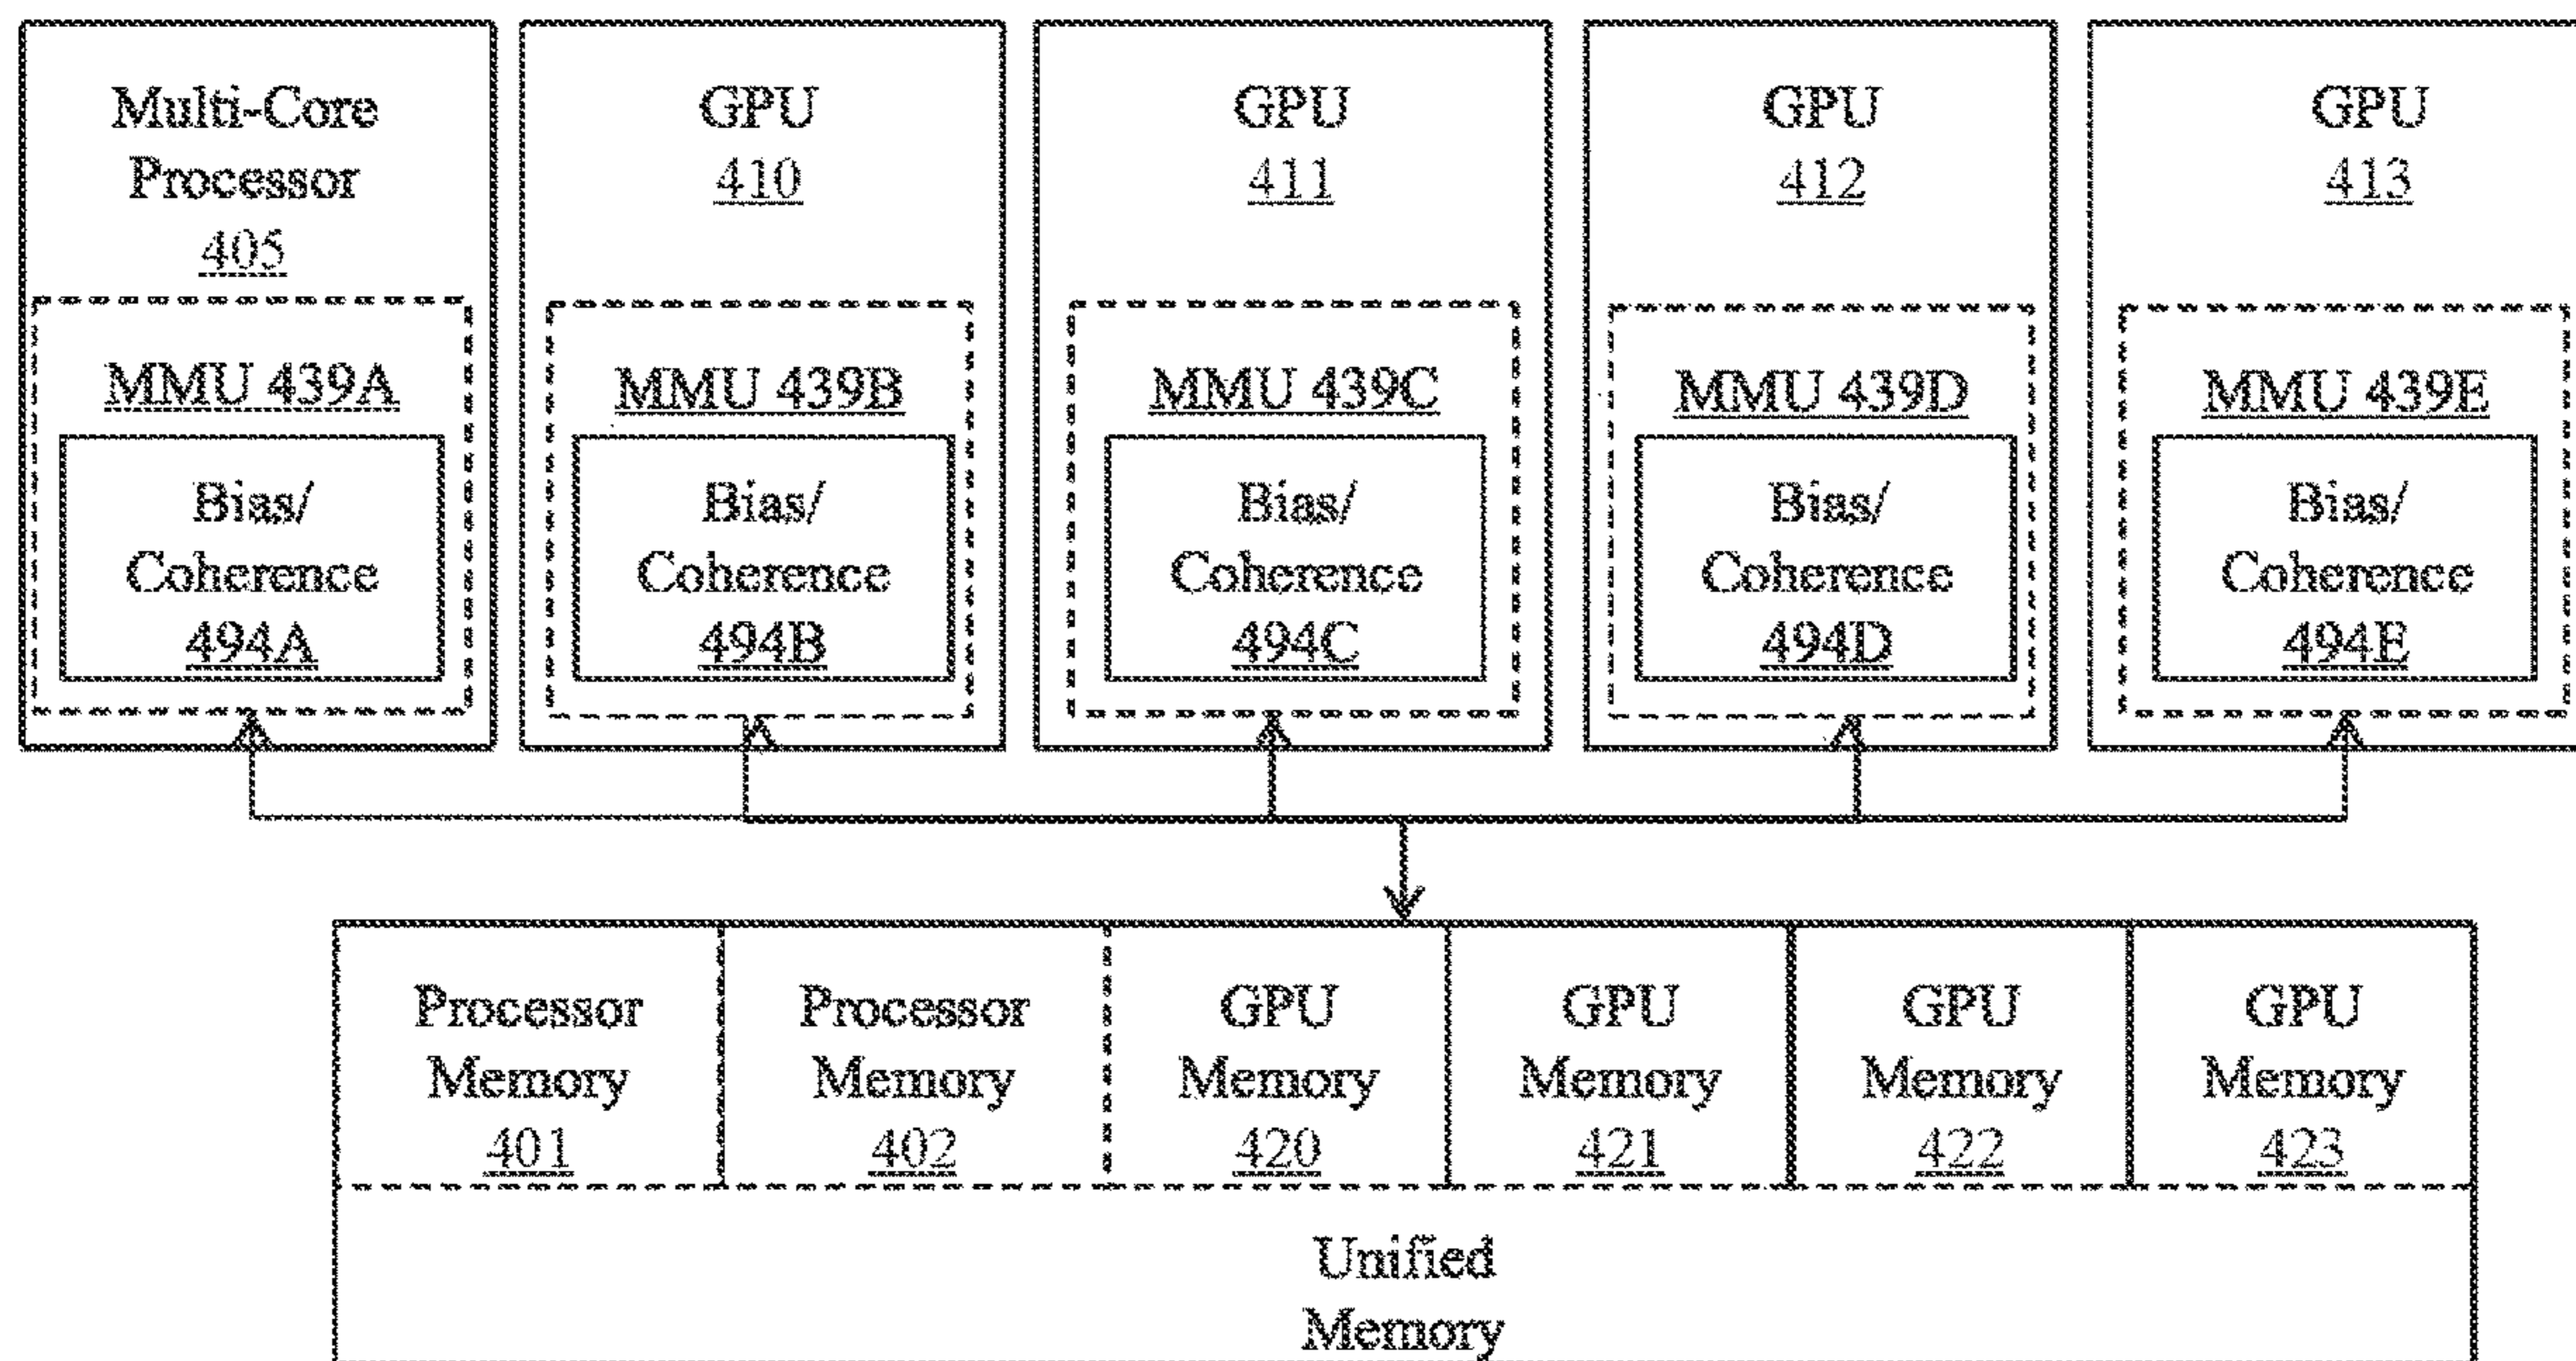 Multi-Core
Processor
405
MMU 439A
Bias/
Coherence
494A
GPU
410
MMU 439B
Bias/
Coherence
494B
GPU
411
MMU 439C
Bias/
Coherence
494C
GPU
412
MMU 439D
Bias/
Coherence
494D
GPU
413
MMU 439E
Bias/
Coherence
494E
Processor
Memory
401
Processor
Memory
402
GPU
Memory
420
GPU
Memory
421
GPU
Memory
422
GPU
Memory
423
Unified
Memory